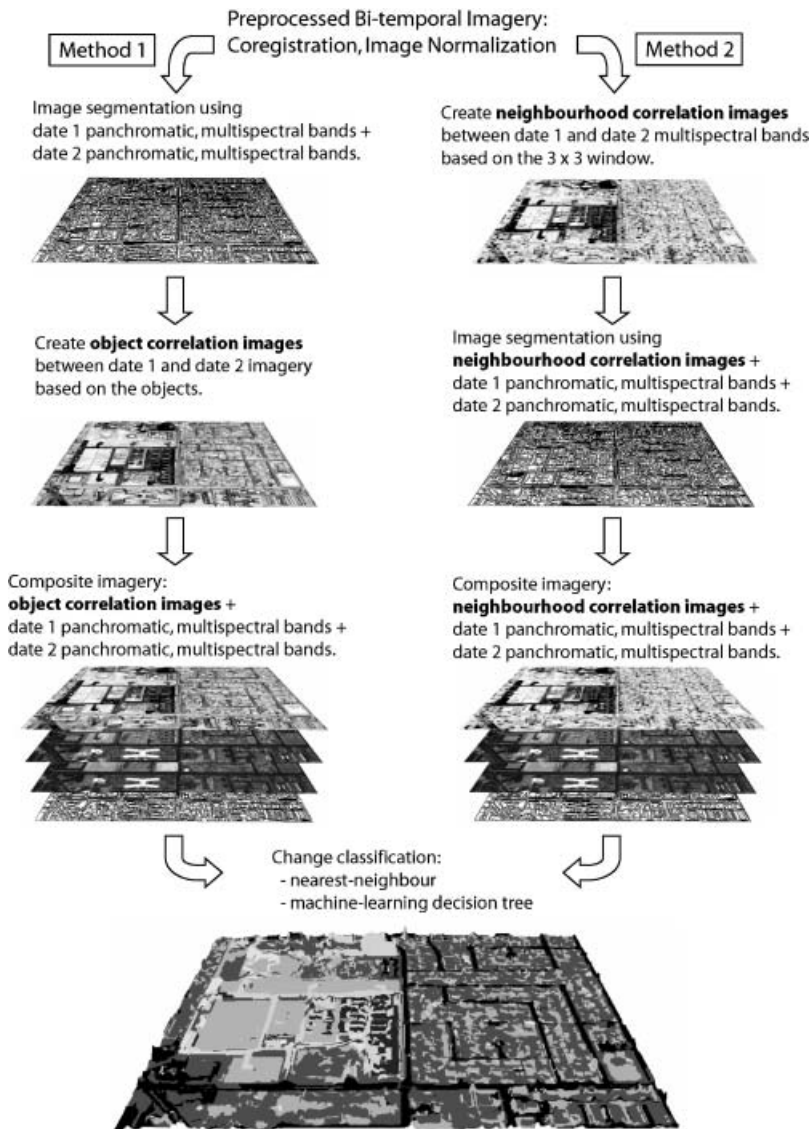 Preprocessed Bi-temporal Imagery:
Coregistration, Image Normalization
Method 1
Method 2
Image segmentation using
date 1 panchromatic, multispectral bands +
date 2 panchromatic, multispectral bands.
Create neighbourhood correlation images
between date 1 and date 2 multispectral bands
based on the 3 x 3 window.
Create object correlation images
between date 1 and date 2 imagery
based on the objects.
Image segmentation using
neighbourhood correlation images +
date 1 panchromatic, multispectral bands +
date 2 panchromatic, multispectral bands.
Composite imagery:
object correlation images +
date 1 panchromatic, multispectral bands +
date 2 panchromatic, multispectral bands.
Composite imagery:
neighbourhood correlation images +
date 1 panchromatic, multispectral bands +
date 2 panchromatic, multispectral bands.
Change classification:
- nearest-neighbour
- machine-learning decision tree